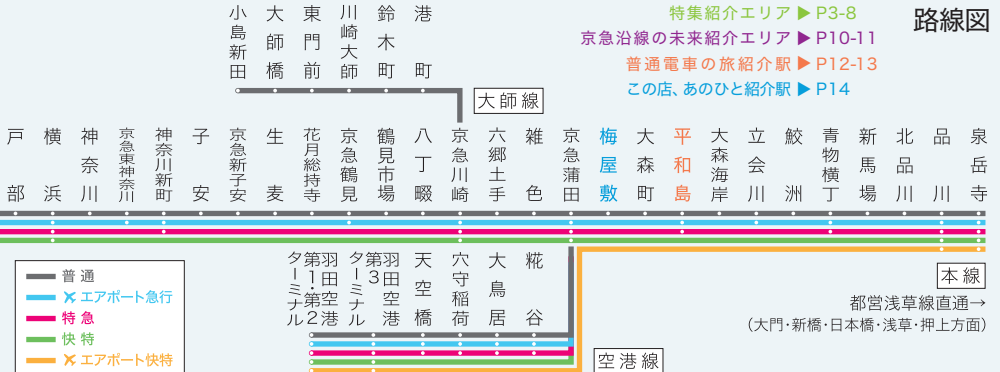 路線図
特集紹介エリア▶P3-8
京急沿線の未来紹介エリア▶P10-11
普通電車の旅紹介駅▶P12-13
この店、あのひと紹介駅▶P14
小島新田
大師橋
東門前
川崎大師
鈴木町
港町
大師線
戸部
横浜
神奈川
京急東神奈川
神奈川新町
子安
京急新子安
生麦
花月総持寺
京急鶴見
鶴見市場
八丁畷
京急川崎
六郷土手
雑色
京急蒲田
梅屋敷
大森町
平和島
大森海岸
立会川
鮫洲
青物横丁
新馬場
北品川
品川
泉岳寺
普通
エアポート急行
特急
快特
エアポート快特
羽田空港
第1・第2
ターミナル
羽田空港
第3
ターミナル
天空橋
穴守稲荷
大鳥居
糀谷
空港線
本線
都営浅草線直通→
（大門・新橋・日本橋・浅草・押上方面）